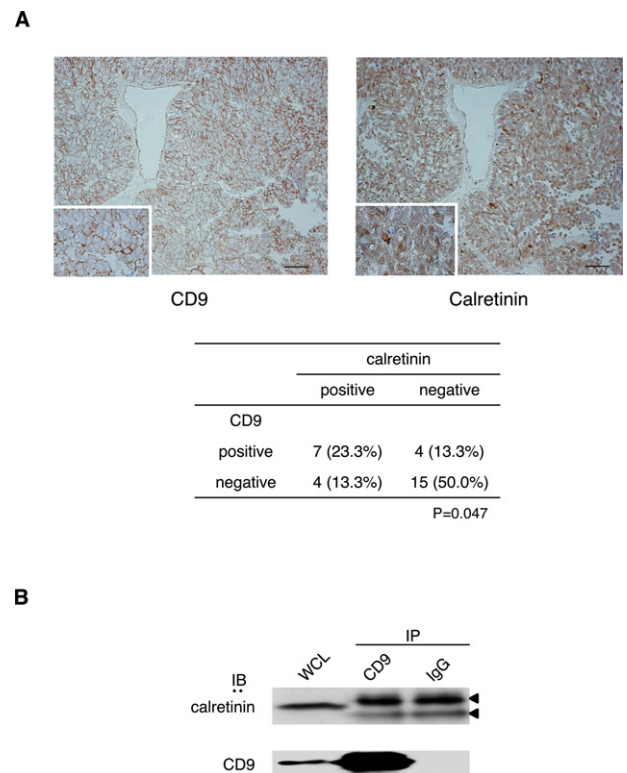 A
CD9 Calretinin
calretinin
positive negative
CD9
positive 7 (23.3%) 4 (13.3%)
negative 4 (13.3%) 15 (50.0%)
P=0.047
B
IP
WCL CD9 IgG
IB
calretinin
CD9